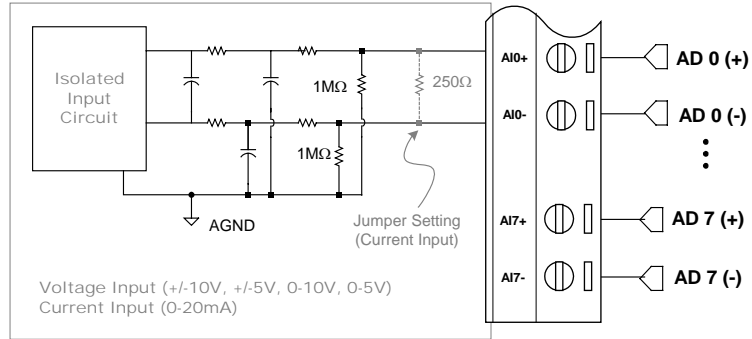 Isolated
Input
Circuit
1MΩ
250Ω
1MΩ
AGND
Jumper Setting
(Current Input)
Voltage Input (+/-10V, +/-5V, 0-10V, 0-5V)
Current Input (0-20mA)
AI0+
AD 0 (+)
AI0-
AD 0 (-)
AI7+
AD 7 (+)
AI7-
AD 7 (-)